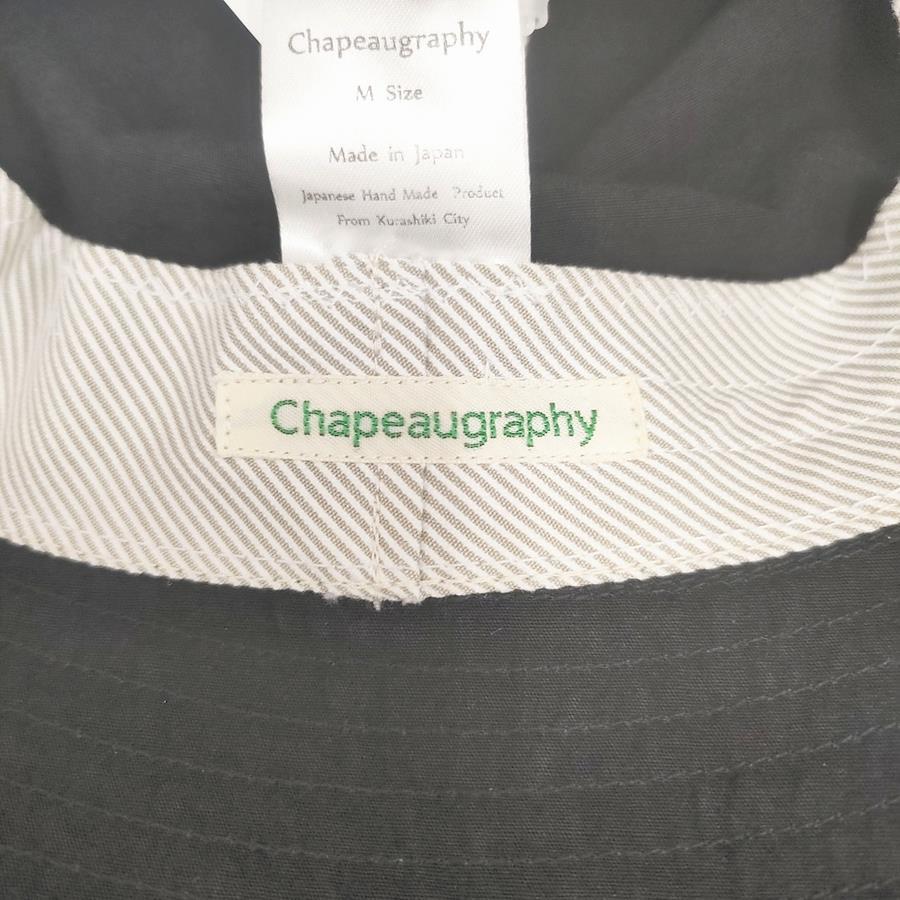 Chapeaugraphy
M Size
Made in Japan
Japanese Hand Made Product
From Kurashiki City
Chapeaugraphy